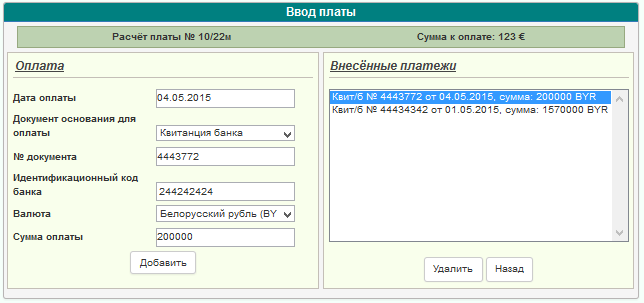 Ввод платы
Расчёт платы № 10/22м
Сумма к оплате: 123 €
Оплата
Дата оплаты
04.05.2015
Документ основания для
оплаты
Квитанция банка
№ документа
4443772
Идентификационный код
банка
244242424
Валюта
Белорусский рубль (BY
Сумма оплаты
200000
Добавить
Внесённые платежи
Квит/б № 4443772 от 04.05.2015, сумма: 200000 BYR
Квит/б № 44434342 от 01.05.2015, сумма: 1570000 BYR
Удалить
Назад